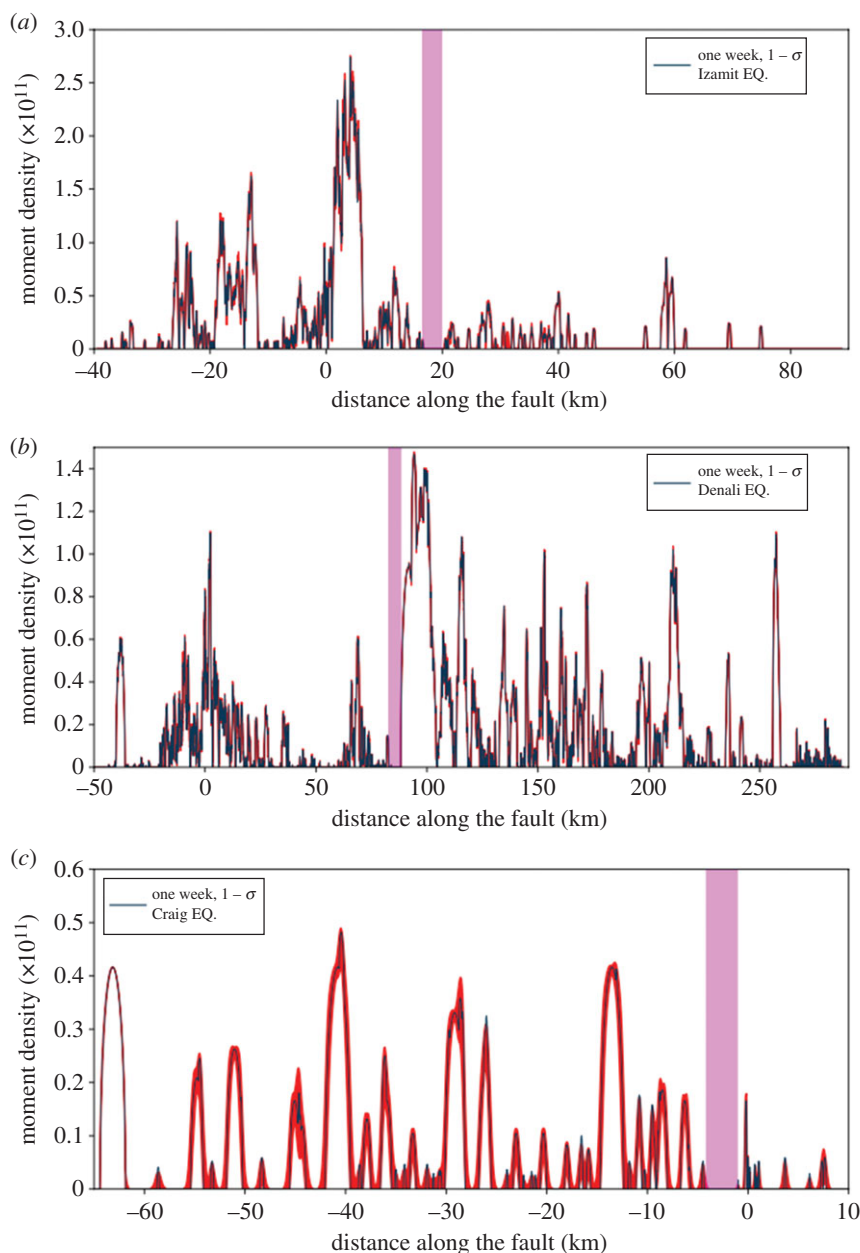 (a)
3.0
2.5
2.0
1.5
1.0
0.5
0
moment density (×10¹¹)
one week, 1 – σ
Izamit EQ.
–40 –20 0 20 40 60 80
distance along the fault (km)
(b)
1.4
1.2
1.0
0.8
0.6
0.4
0.2
0
moment density (×10¹¹)
one week, 1 – σ
Denali EQ.
–50 0 50 100 150 200 250
distance along the fault (km)
(c)
0.6
0.5
0.4
0.3
0.2
0.1
0
moment density (×10¹¹)
one week, 1 – σ
Craig EQ.
–60 –50 –40 –30 –20 –10 0 10
distance along the fault (km)